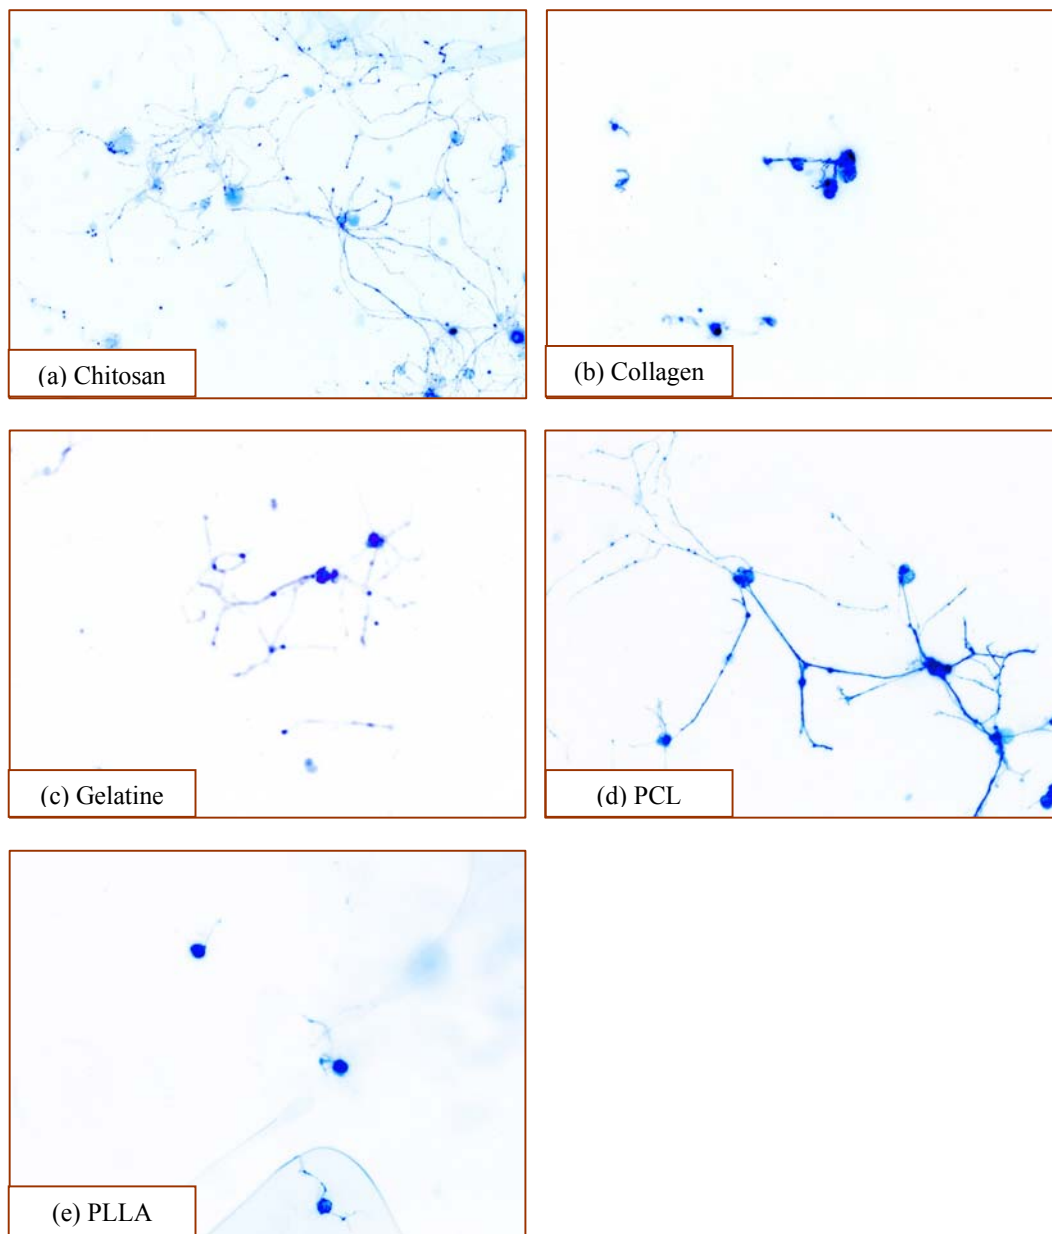 (a) Chitosan
(b) Collagen
(c) Gelatine
(d) PCL
(e) PLLA